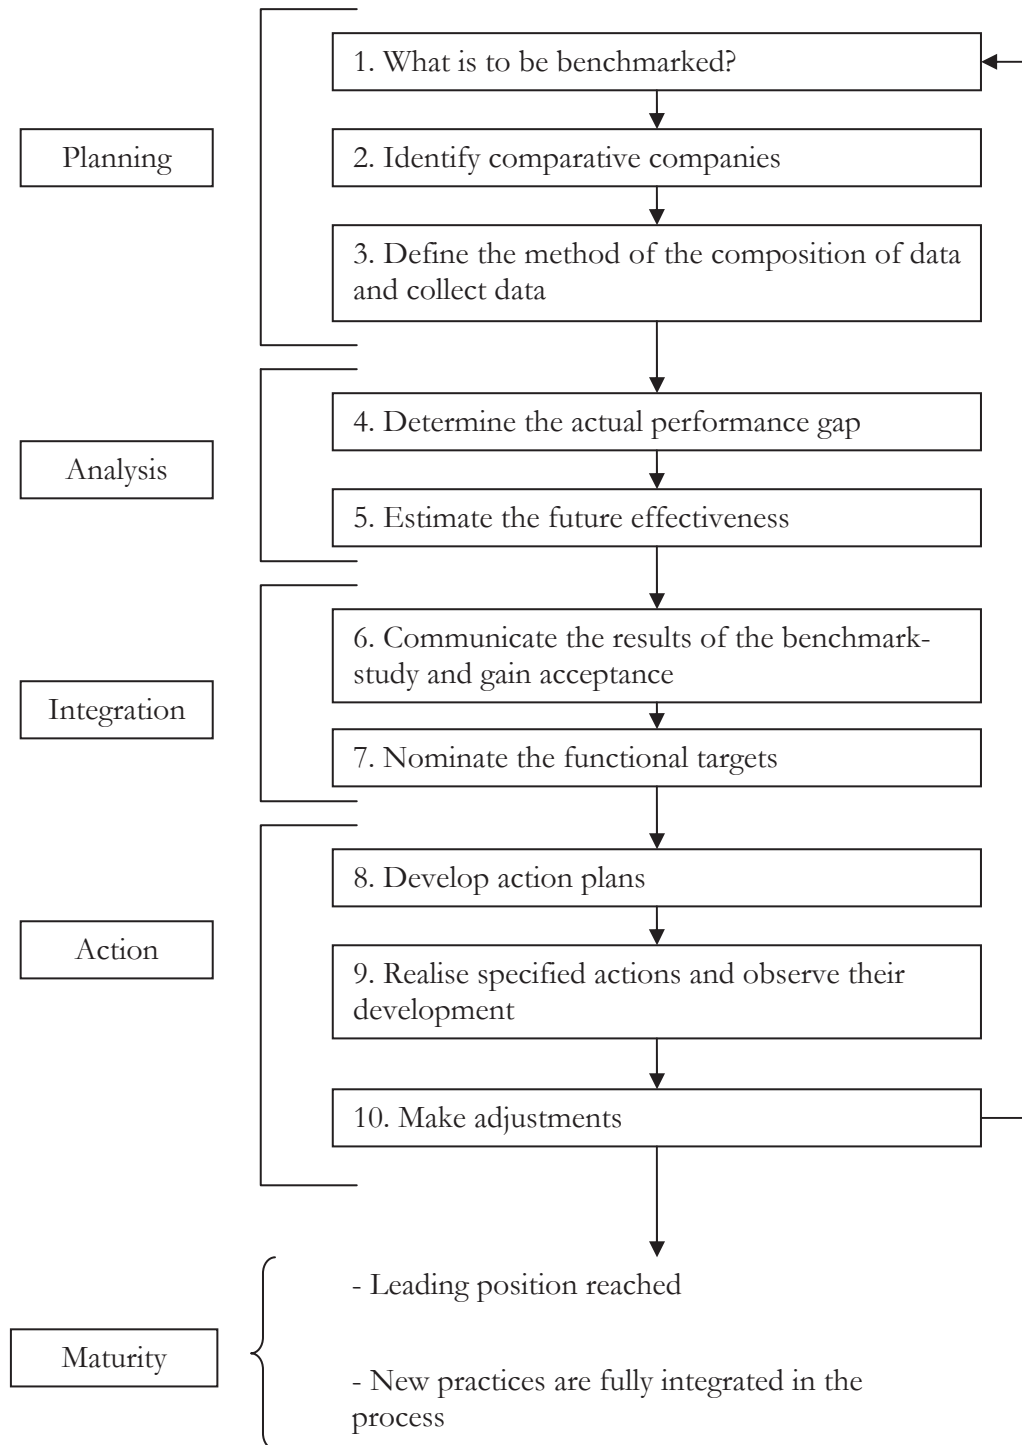 1. What is to be benchmarked?
Planning
2. Identify comparative companies
3. Define the method of the composition of data
and collect data
4. Determine the actual performance gap
Analysis
5. Estimate the future effectiveness
6. Communicate the results of the benchmark-
study and gain acceptance
Integration
7. Nominate the functional targets
8. Develop action plans
Action
9. Realise specified actions and observe their
development
10. Make adjustments
- Leading position reached
Maturity
- New practices are fully integrated in the
process